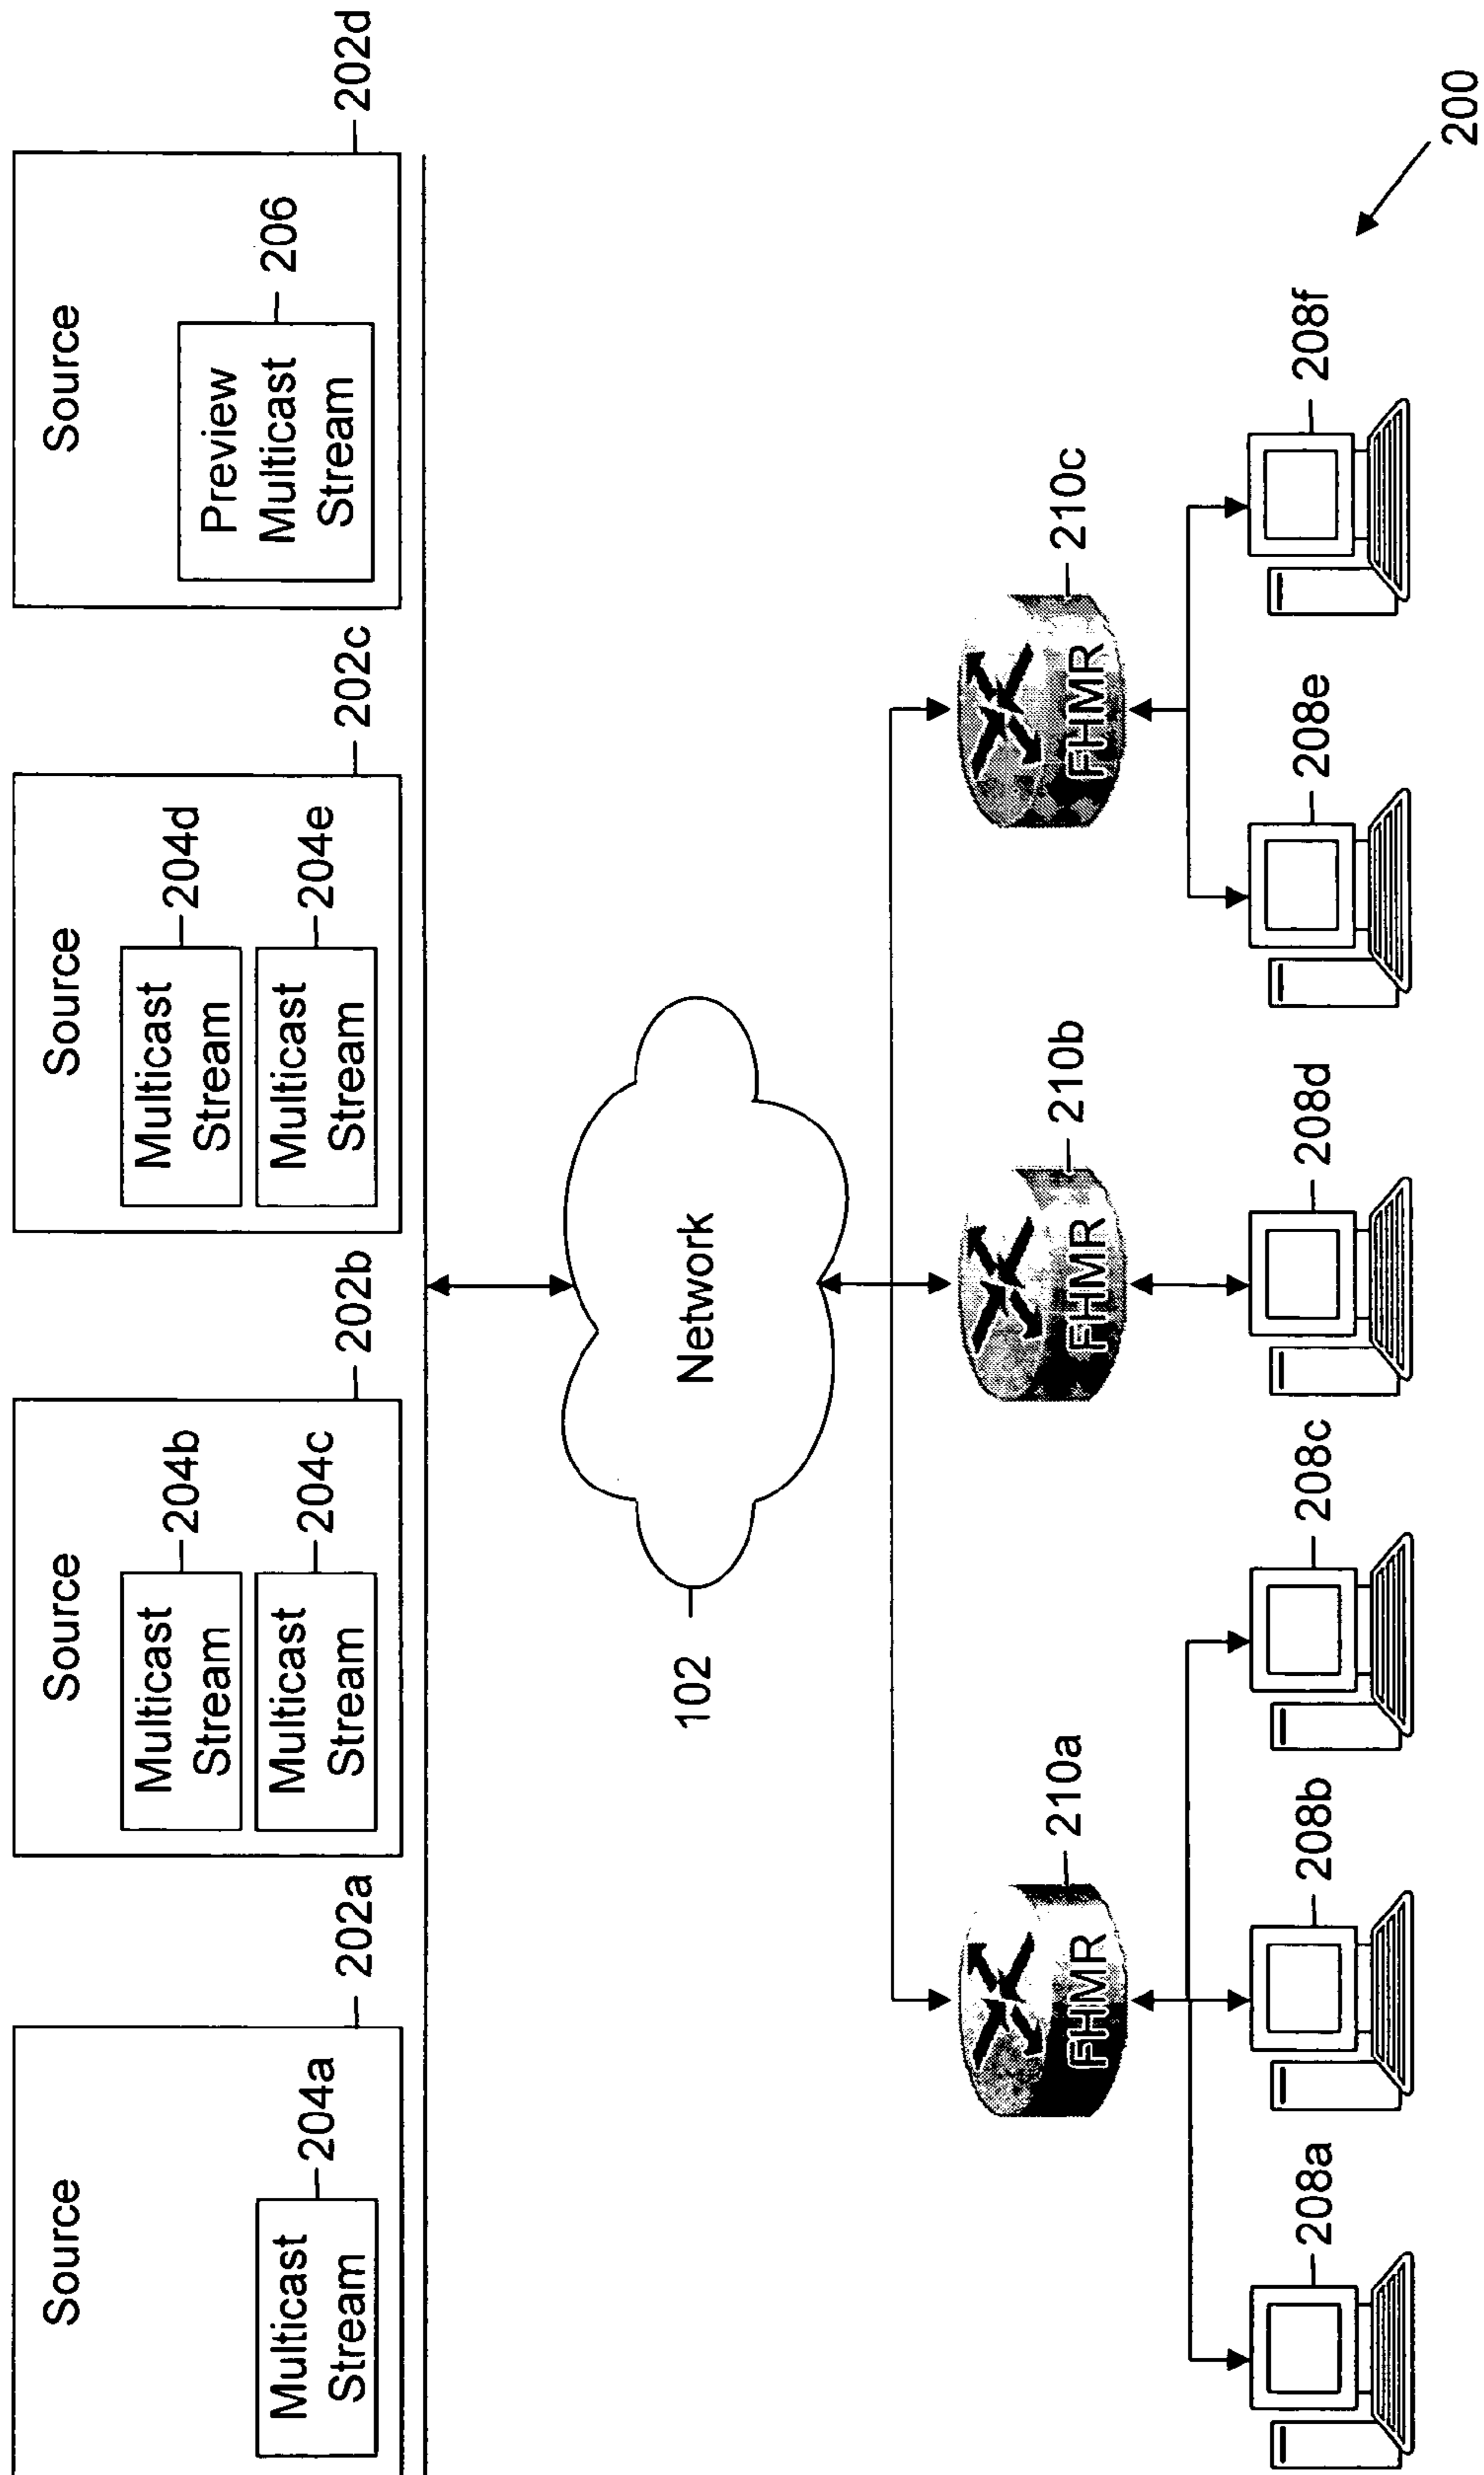 Source
Multicast
Stream
204a
202a
Source
Multicast
Stream
204b
Multicast
Stream
204c
202b
Source
Multicast
Stream
204d
Multicast
Stream
204e
202c
Source
Preview
Multicast
Stream
206
202d
Network
102
FHMR
210a
FHMR
210b
FHMR
210c
208a
208b
208c
208d
208e
208f
200